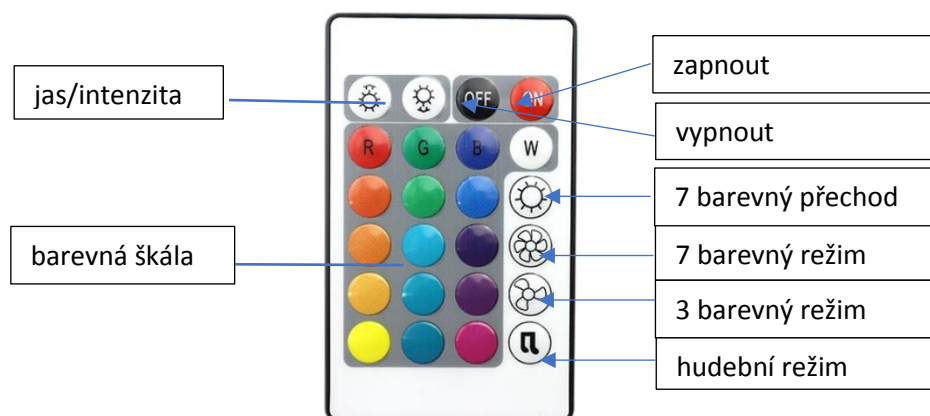 zapnout
jas/intenzita
OFF ON
vypnout
R G B W
7 barevný přechod
barevná škála
7 barevný režim
3 barevný režim
hudební režim